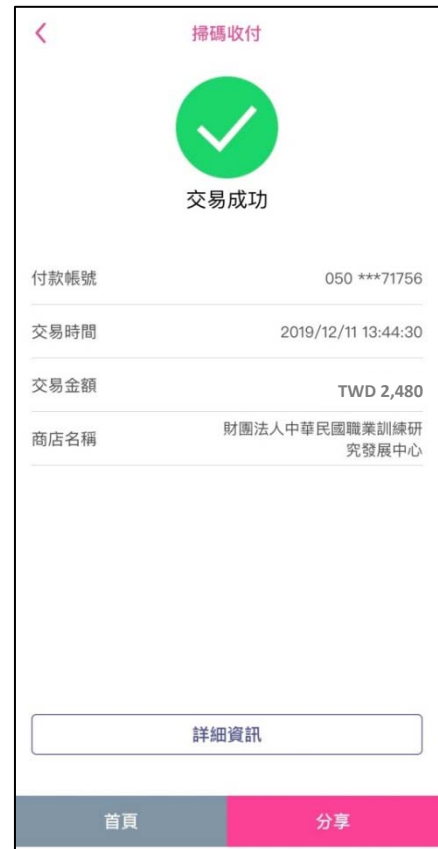 掃碼收付
交易成功
付款帳號 050 ***71756
交易時間 2019/12/11 13:44:30
交易金額 TWD 2,480
商店名稱 財團法人中華民國職業訓練研
究發展中心
詳細資訊
首頁 分享